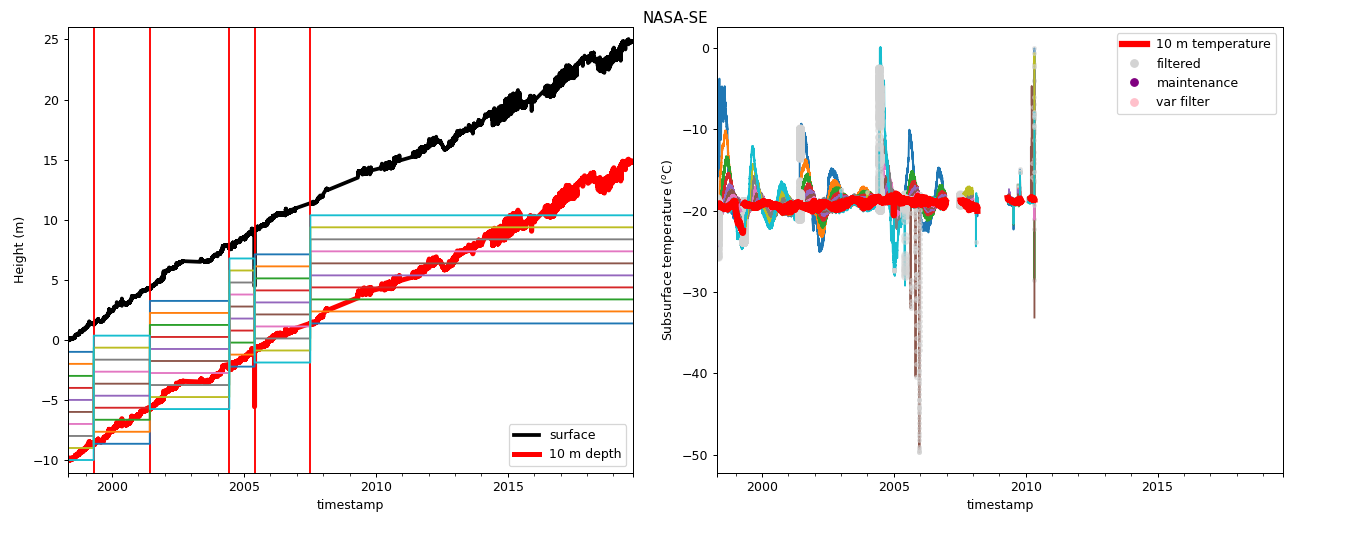 NASA-SE
Height (m)
25
20
15
10
5
0
−5
−10
2000
2005
2010
2015
timestamp
surface
10 m depth
Subsurface temperature (°C)
0
−10
−20
−30
−40
−50
2000
2005
2010
2015
timestamp
10 m temperature
filtered
maintenance
var filter